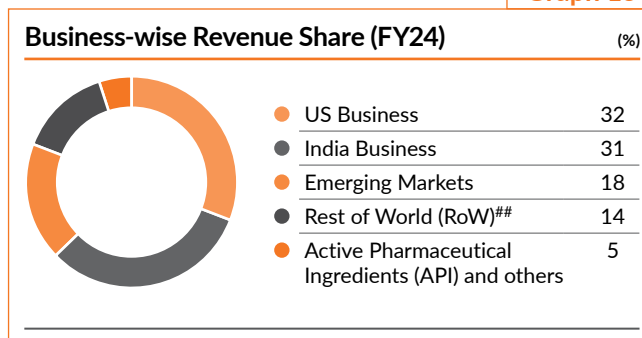 Business-wise Revenue Share (FY24) (%)
US Business 32
India Business 31
Emerging Markets 18
Rest of World (RoW)## 14
Active Pharmaceutical 5
Ingredients (API) and others